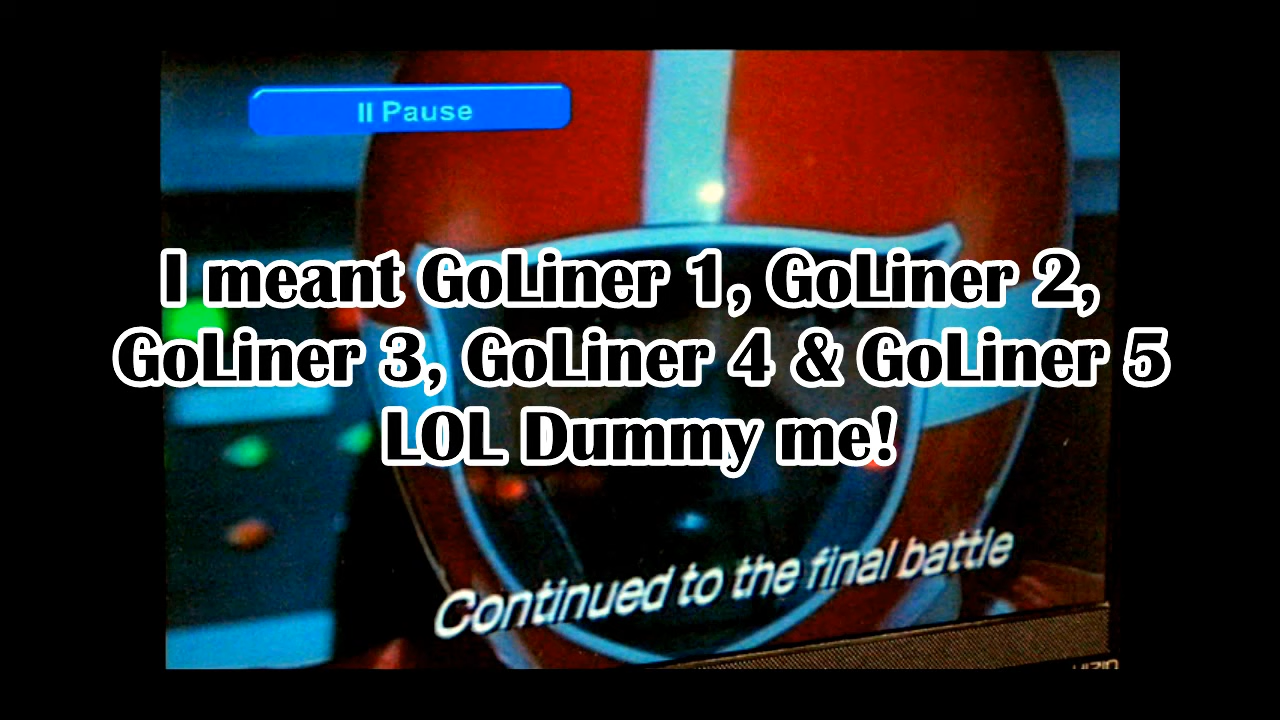 II Pause
I meant GoLiner 1, GoLiner 2,
GoLiner 3, GoLiner 4 & GoLiner 5
LOL Dummy me!
Continued to the final battle